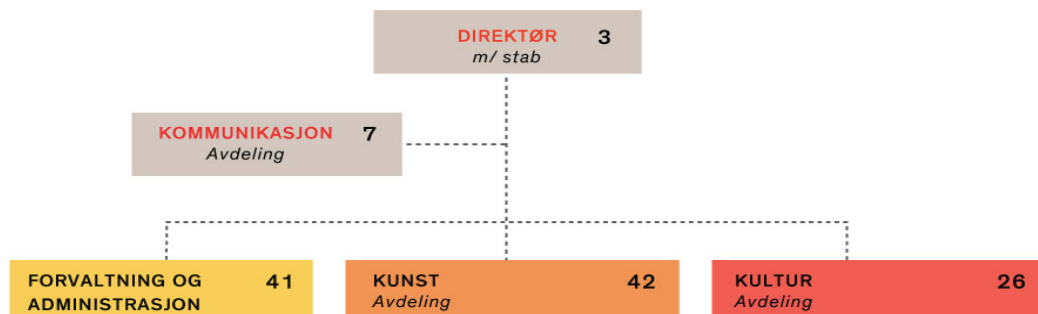 DIREKTØR 3
m/ stab
KOMMUNIKASJON 7
Avdeling
FORVALTNING OG 41
ADMINISTRASJON
KUNST 42
Avdeling
KULTUR 26
Avdeling